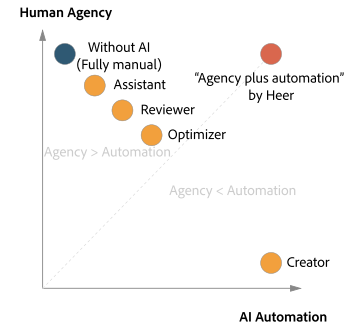 Human Agency
Without AI
(Fully manual)
“Agency plus automation”
by Heer
Assistant
Reviewer
Optimizer
Agency > Automation
Agency < Automation
Creator
AI Automation